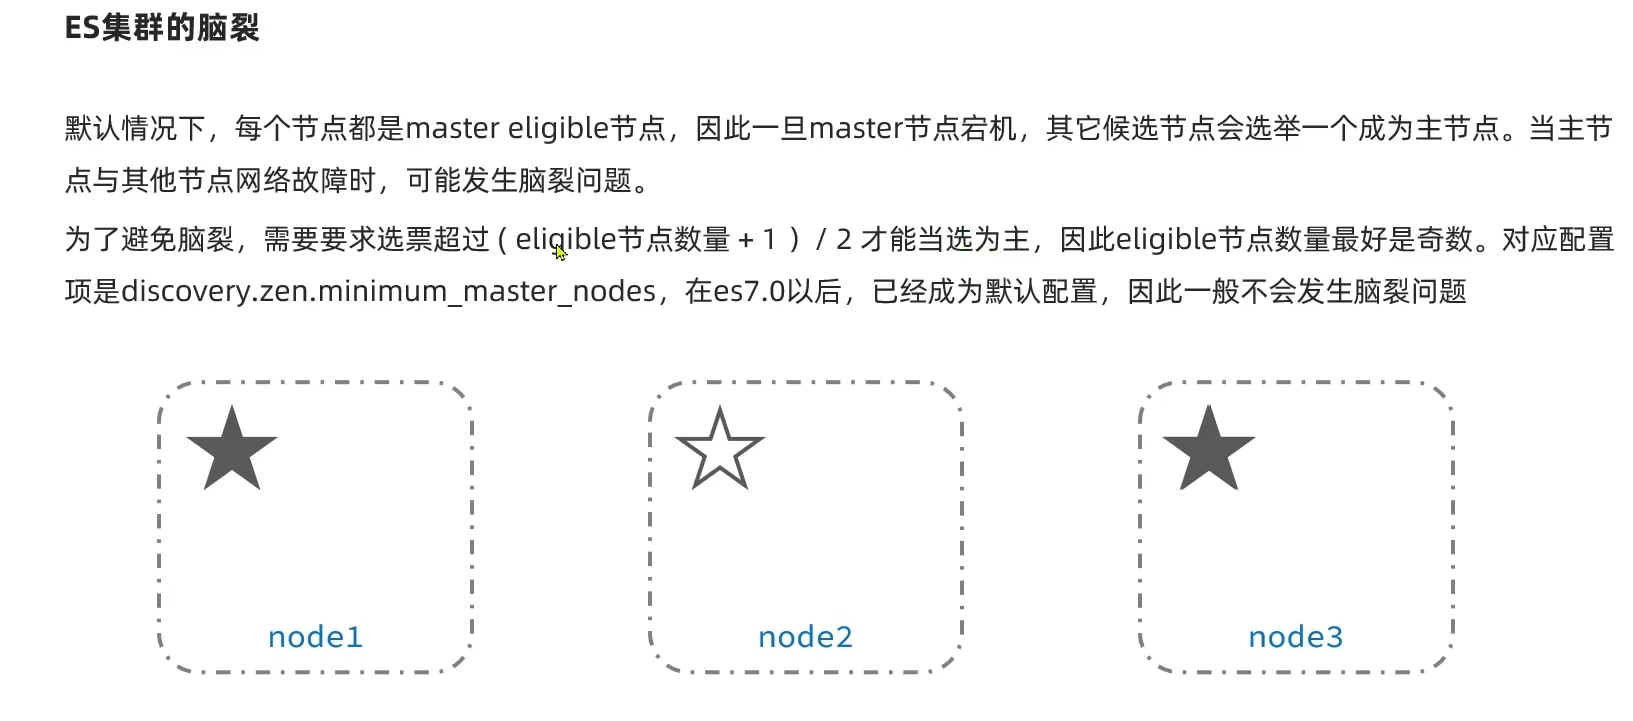 ES集群的脑裂
默认情况下，每个节点都是master eligible节点，因此一旦master节点宕机，其它候选节点会选举一个成为主节点。当主节
点与其他节点网络故障时，可能发生脑裂问题。
为了避免脑裂，需要要求选票超过 ( eligible节点数量 + 1 ）/ 2 才能当选为主，因此eligible节点数量最好是奇数。对应配置
项是discovery.zen.minimum_master_nodes，在es7.0以后，已经成为默认配置，因此一般不会发生脑裂问题
node1
node2
node3